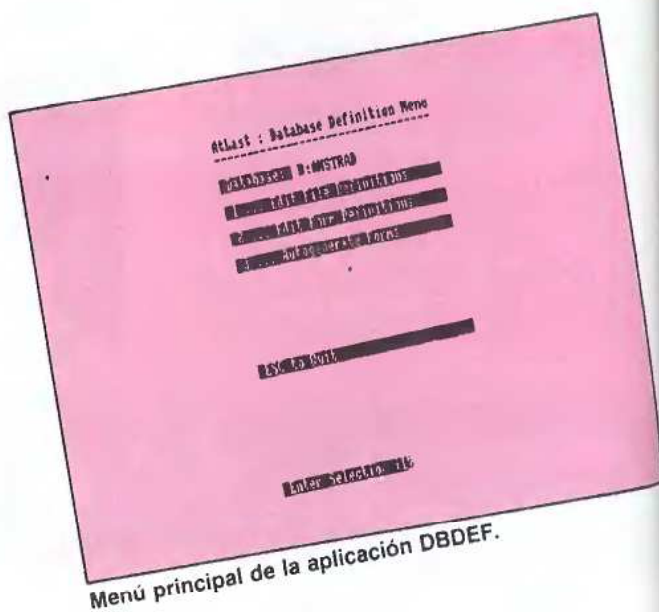 AtLast : Database Definition Menu
Database: B:AMSTRAD
1 ... Edit File Definitions
2 ... Edit Form Definitions
3 ... Autogenerate Forms
ESC to Quit
Enter Selection
Menú principal de la aplicación DBDEF.